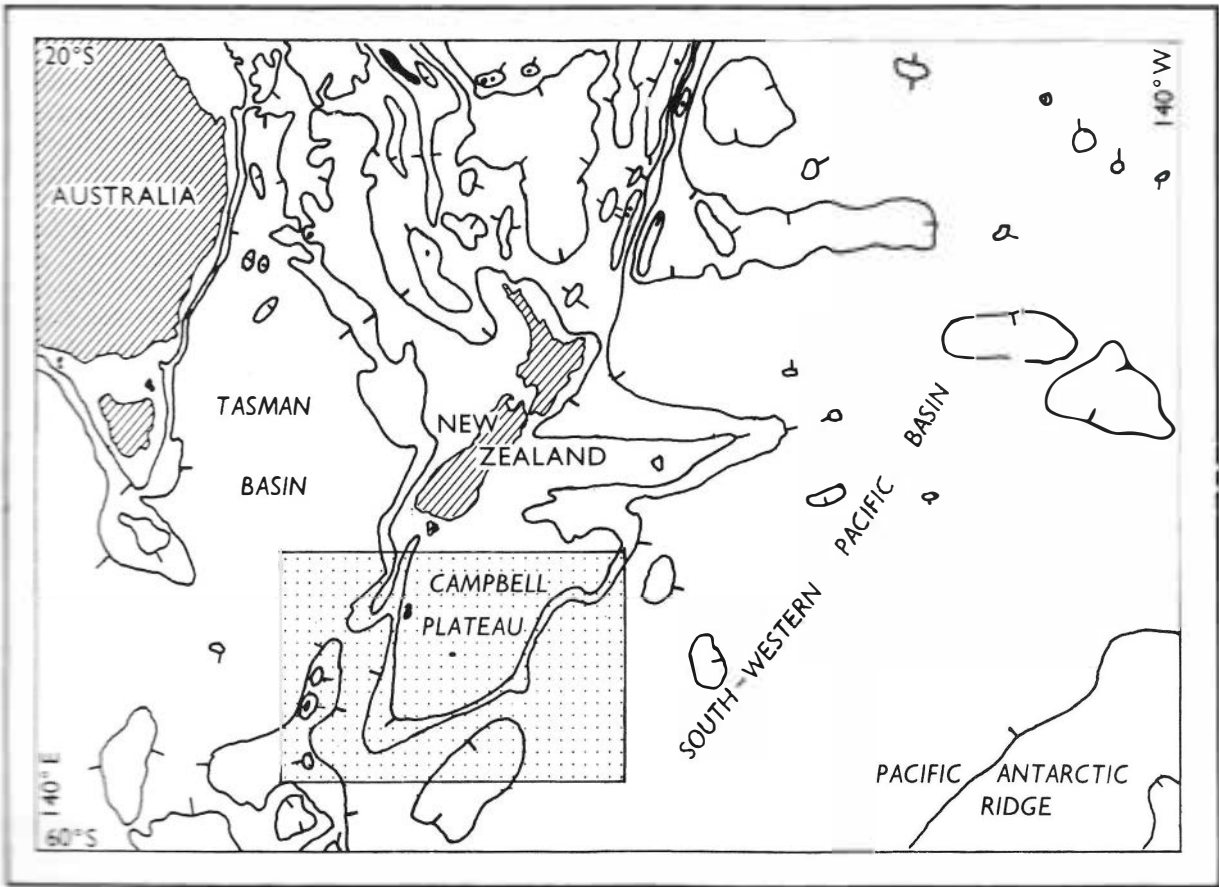 20°S
140°W
AUSTRALIA
TASMAN
BASIN
NEW
ZEALAND
CAMPBELL
PLATEAU
SOUTH-WESTERN PACIFIC BASIN
PACIFIC ANTARCTIC
RIDGE
140°E
60°S